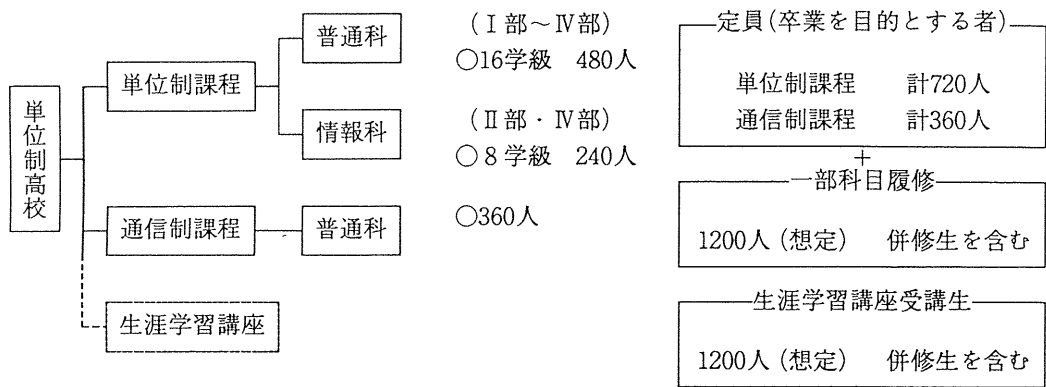 単位制高校
単位制課程
普通科
(Ⅰ部~Ⅳ部)
○16学級 480人
情報科
(Ⅱ部・Ⅳ部)
○8学級 240人
通信制課程
普通科
○360人
生涯学習講座
定員(卒業を目的とする者)
単位制課程 計720人
通信制課程 計360人
+
一部科目履修
1200人(想定) 併修生を含む
生涯学習講座受講生
1200人(想定) 併修生を含む